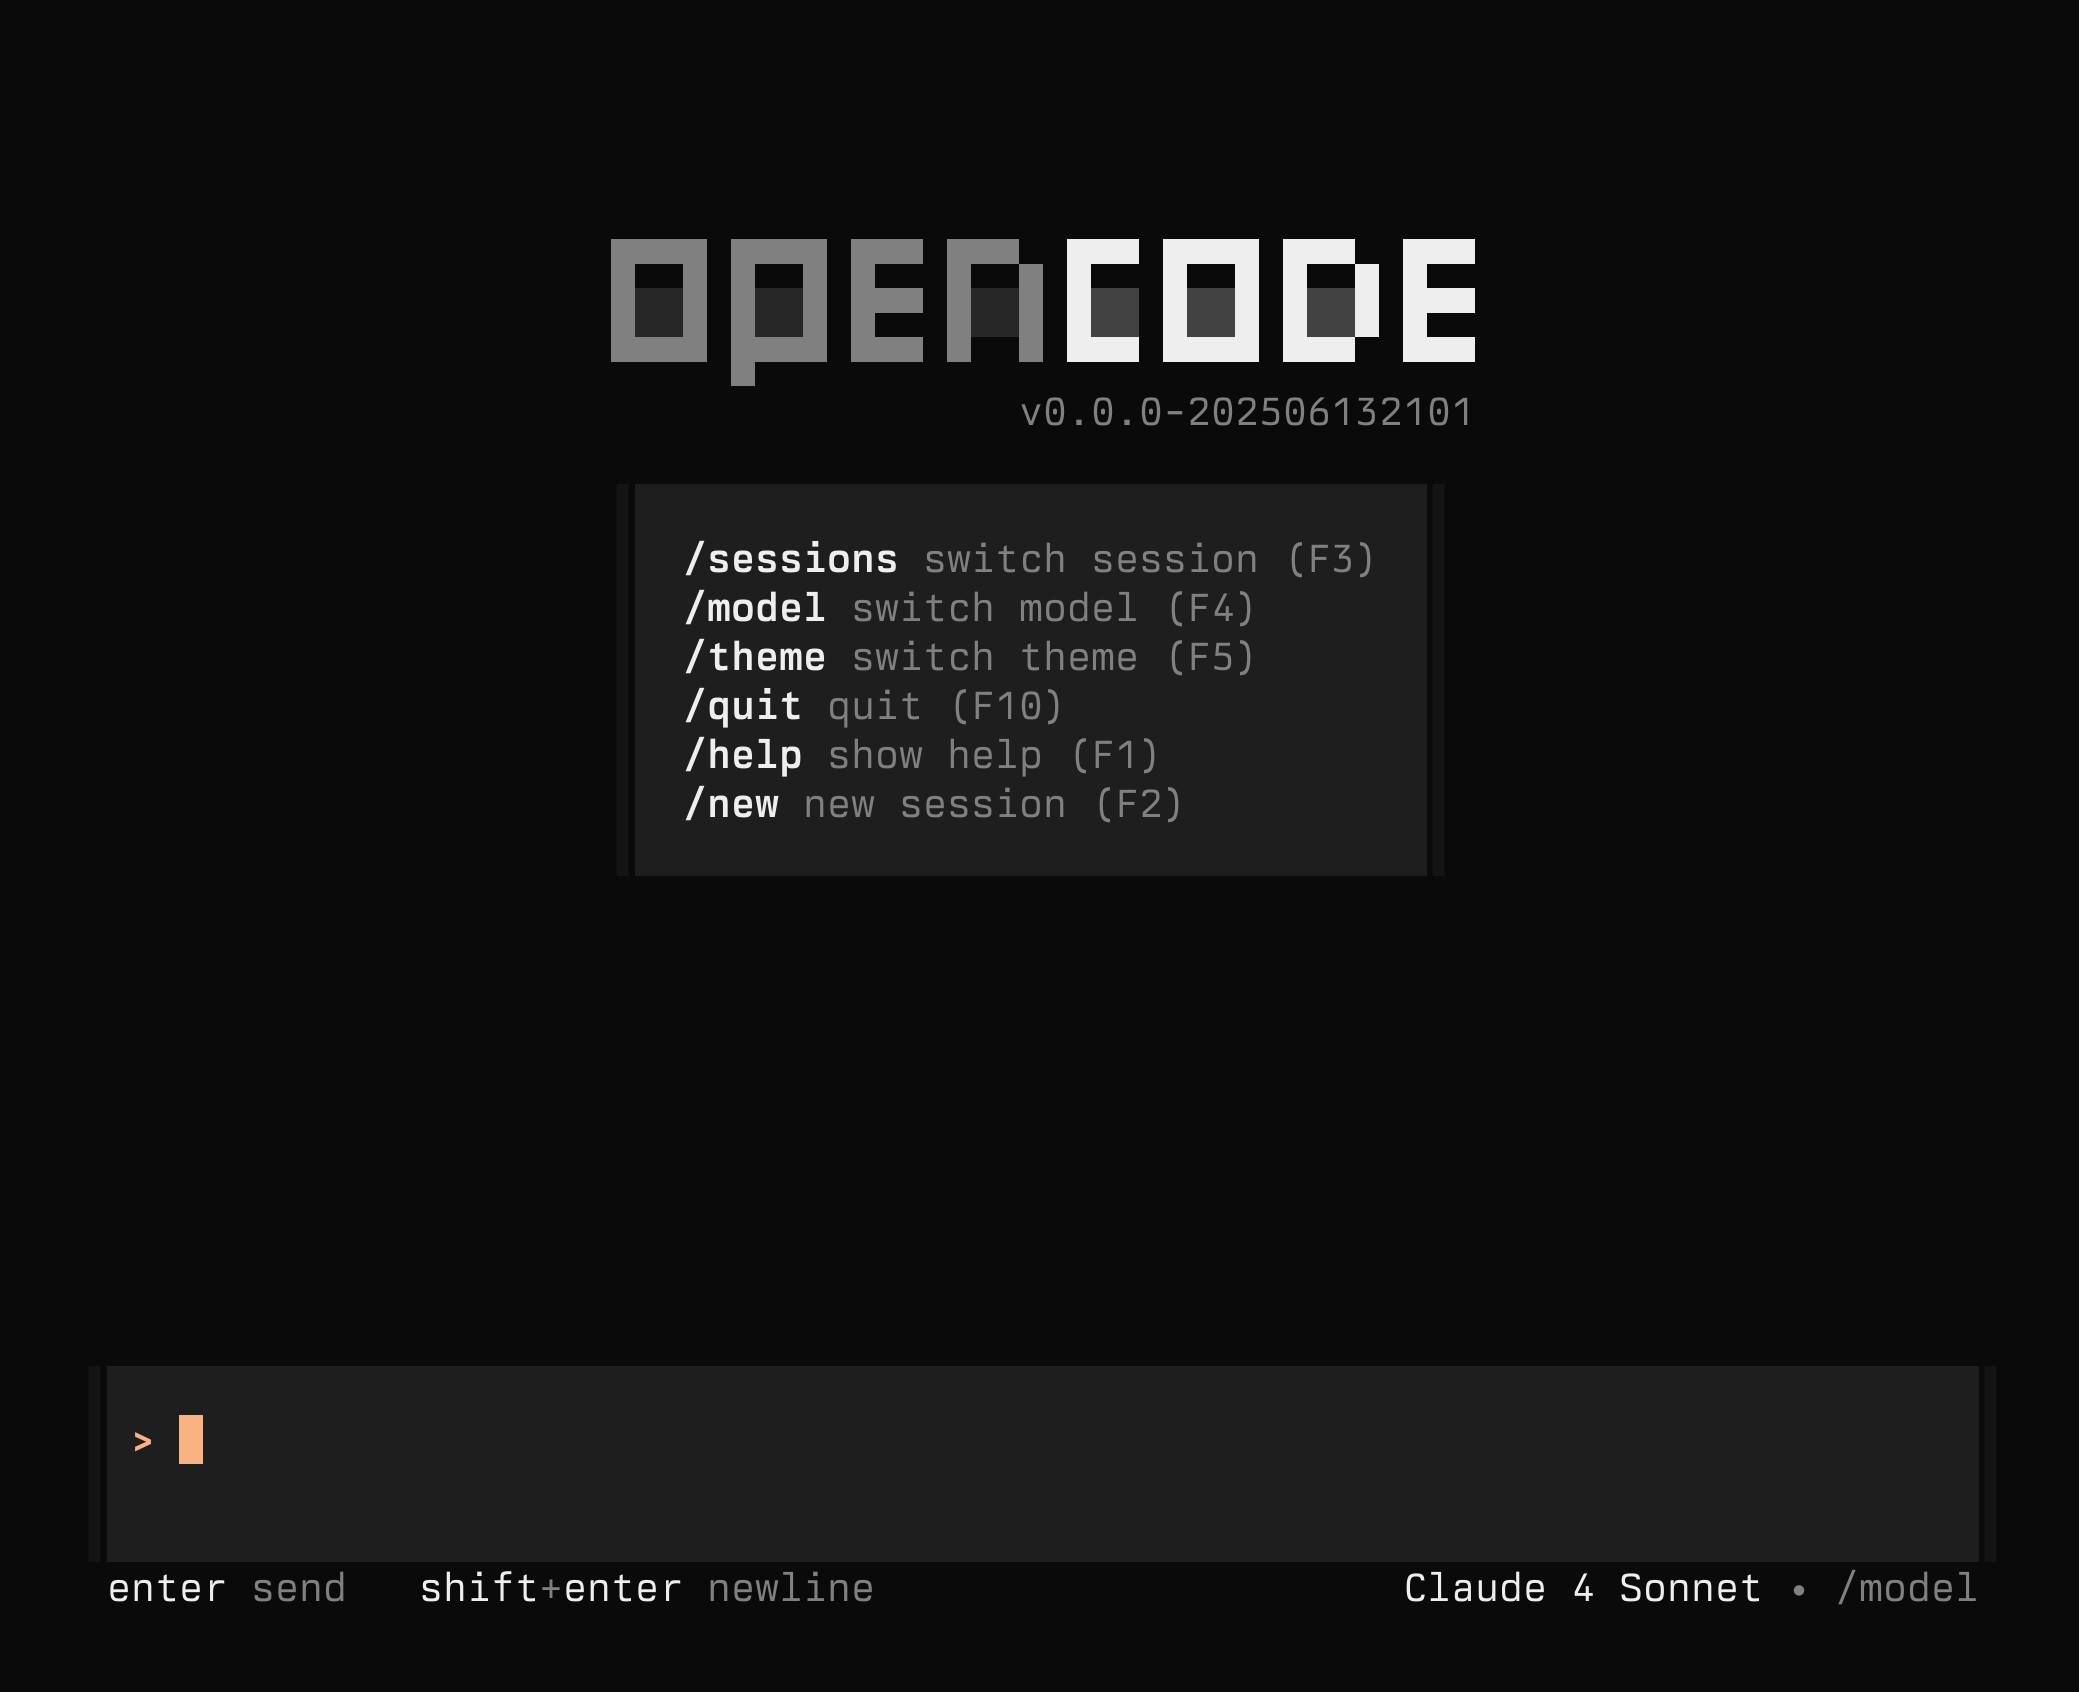 opencode
v0.0.0-202506132101
/sessions switch session (F3)
/model switch model (F4)
/theme switch theme (F5)
/quit quit (F10)
/help show help (F1)
/new new session (F2)
>
enter send   shift+enter newline   Claude 4 Sonnet • /model